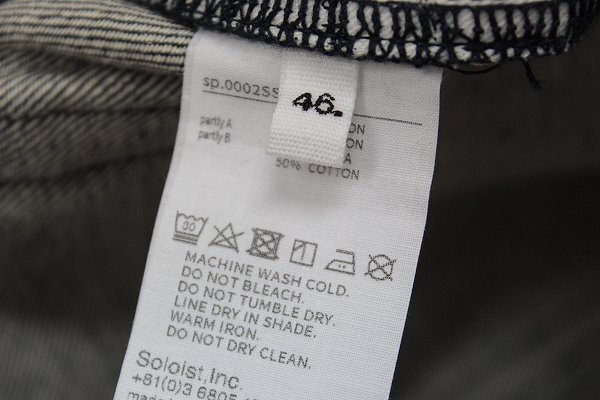 sp.0002SS
46.
partly A
partly B
50% COTTON
30
MACHINE WASH COLD.
DO NOT BLEACH.
DO NOT TUMBLE DRY.
LINE DRY IN SHADE.
WARM IRON.
DO NOT DRY CLEAN.
Soloist,Inc.
+81(0)3 6805